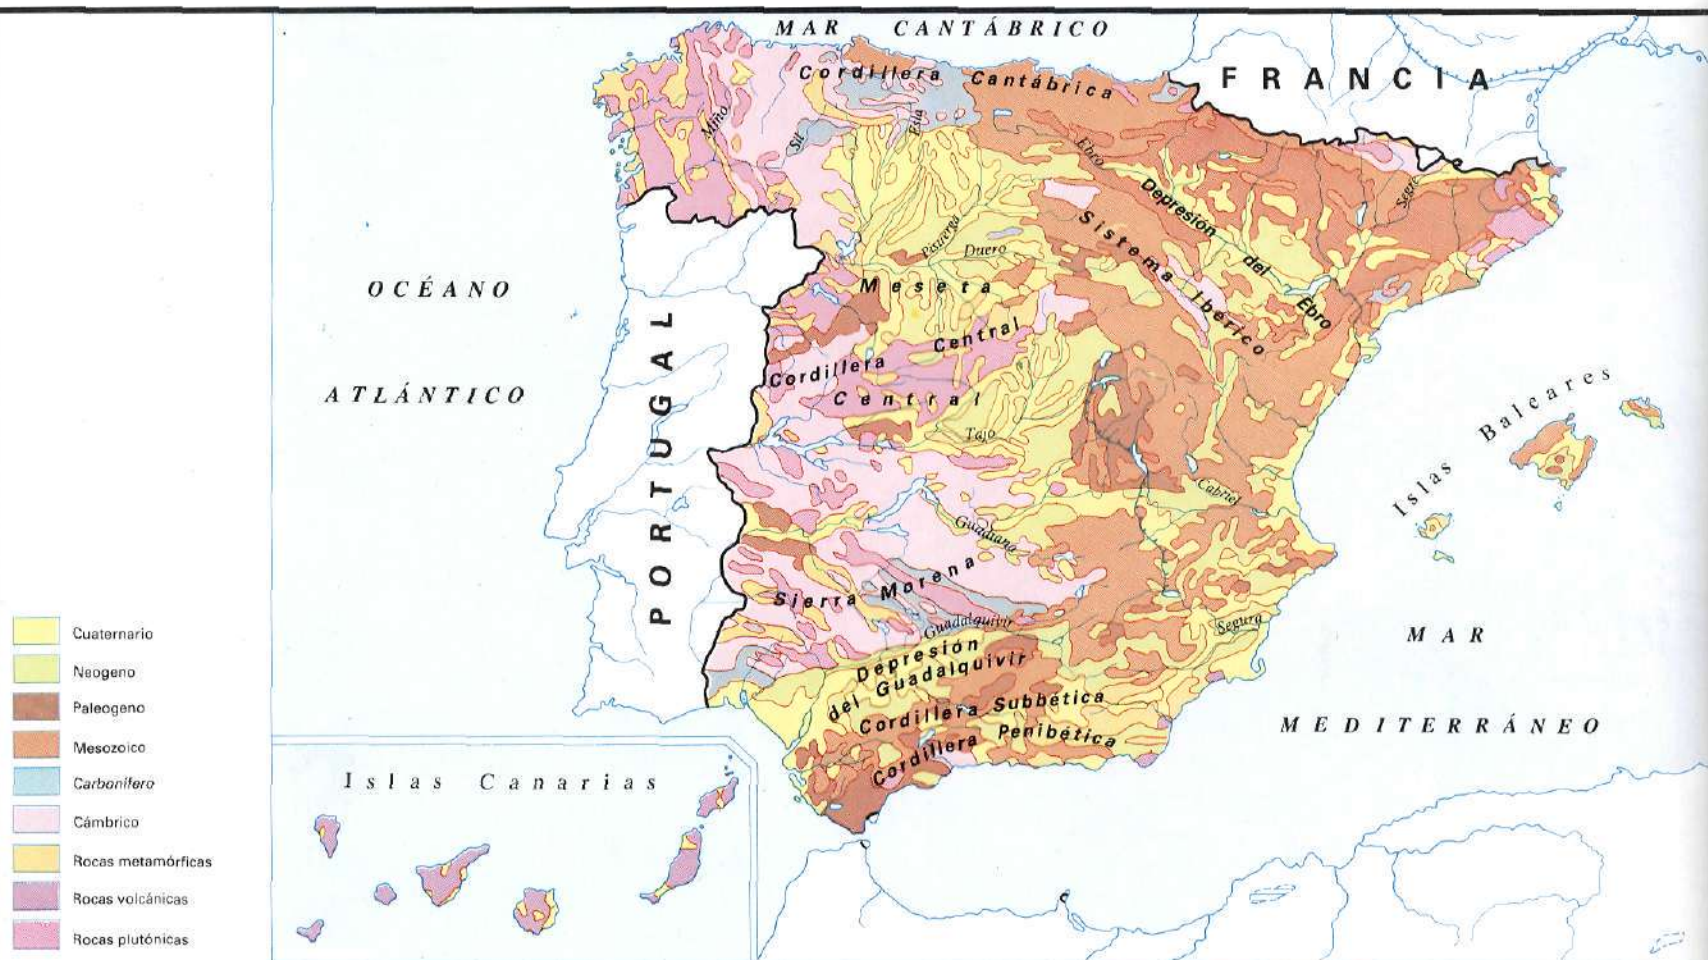 MAR CANTÁBRICO
FRANCIA
Cordillera Cantábrica
Miño
Sil
Esla
Ebro
Segre
Depresión del Ebro
Sistema Ibérico
Pisuerga
Duero
Meseta
Central
OCÉANO
ATLÁNTICO
PORTUGAL
Cordillera
Central
Tajo
Islas Baleares
Cabriel
Guadiana
Sierra Morena
Guadalquivir
Segura
Depresión
del Guadalquivir
Cordillera Subbética
Cordillera Penibética
MAR
MEDITERRÁNEO
Islas Canarias
Cuaternario
Neogeno
Paleogeno
Mesozoico
Carbonífero
Cámbrico
Rocas metamórficas
Rocas volcánicas
Rocas plutónicas